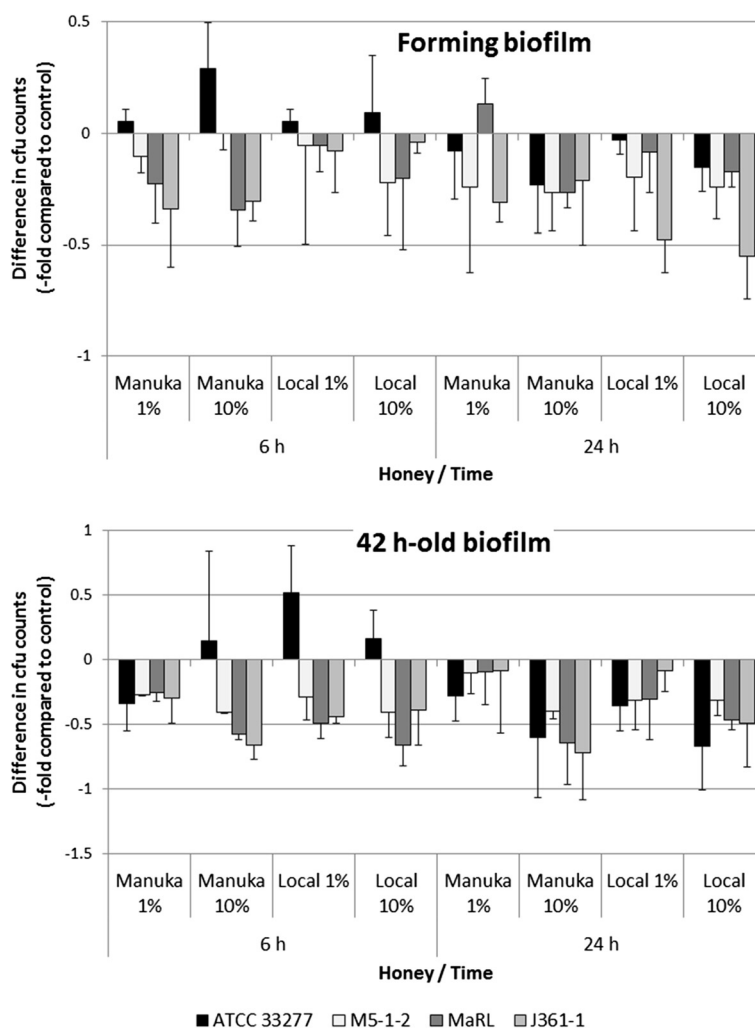 Forming biofilm
Difference in cfu counts
(-fold compared to control)
0.5
0
-0.5
-1
Manuka 1%
Manuka 10%
Local 1%
Local 10%
Manuka 1%
Manuka 10%
Local 1%
Local 10%
6 h
24 h
Honey / Time
42 h-old biofilm
Difference in cfu counts
(-fold compared to control)
1
0.5
0
-0.5
-1
-1.5
Manuka 1%
Manuka 10%
Local 1%
Local 10%
Manuka 1%
Manuka 10%
Local 1%
Local 10%
6 h
24 h
Honey / Time
ATCC 33277 M5-1-2 MaRL J361-1